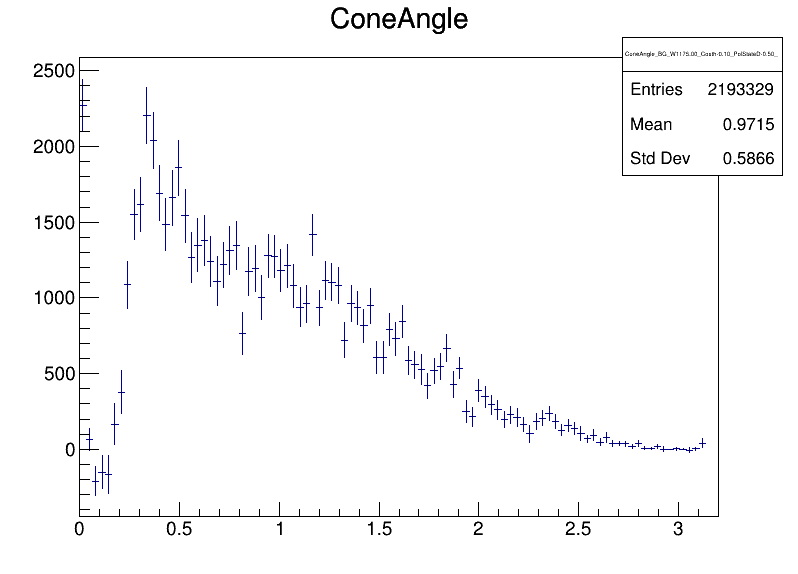 ConeAngle
ConeAngle_BG_W1175.00_Costh-0.10_PolStateD-0.50_
Entries 2193329
Mean 0.9715
Std Dev 0.5866
2500
2000
1500
1000
500
0
0 0.5 1 1.5 2 2.5 3